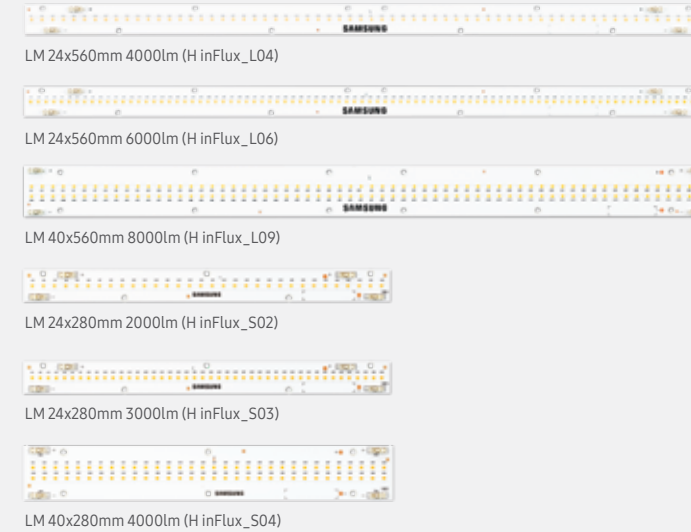 SAMSUNG
LM 24x560mm 4000lm (H inFlux_L04)
SAMSUNG
LM 24x560mm 6000lm (H inFlux_L06)
SAMSUNG
LM 40x560mm 8000lm (H inFlux_L09)
SAMSUNG
LM 24x280mm 2000lm (H inFlux_S02)
SAMSUNG
LM 24x280mm 3000lm (H inFlux_S03)
SAMSUNG
LM 40x280mm 4000lm (H inFlux_S04)